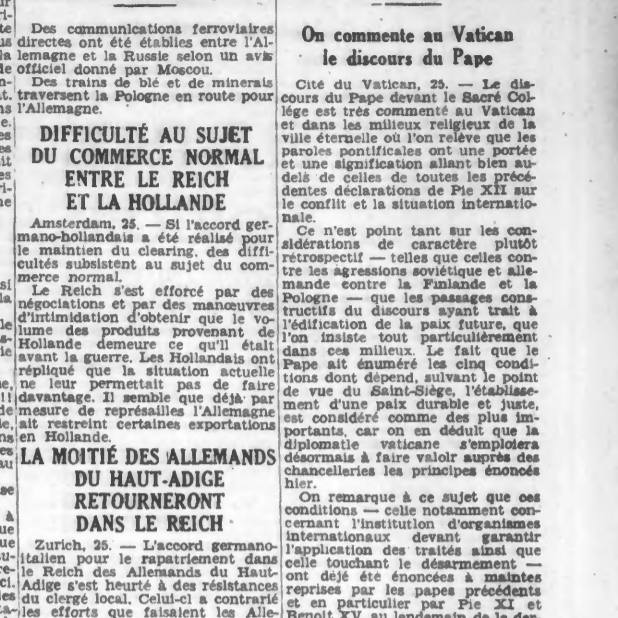 Des communications ferroviaires
directes ont été établies entre l'Al-
lemagne et la Russie selon un avis
officiel donné par Moscou.
Des trains de blé et de minerais
traversent la Pologne en route pour
l'Allemagne.
DIFFICULTÉ AU SUJET
DU COMMERCE NORMAL
ENTRE LE REICH
ET LA HOLLANDE
Amsterdam, 25. — Si l'accord ger-
mano-hollandais a été réalisé pour
le maintien du clearing, des diffi-
cultés subsistent au sujet du com-
merce normal.
Le Reich s'est efforcé par des
négociations et par des manœuvres
d'intimidation d'obtenir que le vo-
lume des produits provenant de
Hollande demeure ce qu'il était
avant la guerre. Les Hollandais ont
répliqué que la situation actuelle
ne leur permettait pas de faire
davantage. Il semble que déjà par
mesure de représailles l'Allemagne
ait restreint certaines exportations
en Hollande.
LA MOITIÉ DES ALLEMANDS
DU HAUT-ADIGE
RETOURNERONT
DANS LE REICH
Zurich, 25. — L'accord germano-
italien pour le rapatriement dans
le Reich des Allemands du Haut-
Adige s'est heurté à des résistances
du clergé local. Celui-ci a contrarié
les efforts que faisaient les Alle-
On commente au Vatican
le discours du Pape
Cité du Vatican, 25. — Le dis-
cours du Pape devant le Sacré Col-
lége est très commenté au Vatican
et dans les milieux religieux de la
ville éternelle où l'on relève que les
paroles pontificales ont une portée
et une signification allant bien au-
delà de celles de toutes les précé-
dentes déclarations de Pie XII sur
le conflit et la situation internatio-
nale.
Ce n'est point tant sur les con-
sidérations de caractère plutôt
rétrospectif — telles que celles con-
tre les agressions soviétique et alle-
mande contre la Finlande et la
Pologne — que les passages cons-
tructifs du discours ayant trait à
l'édification de la paix future, que
l'on insiste tout particulièrement
dans ces milieux. Le fait que le
Pape ait énuméré les cinq condi-
tions dont dépend, suivant le point
de vue du Saint-Siège, l'établisse-
ment d'une paix durable et juste,
est considéré comme des plus im-
portants, car on en déduit que la
diplomatie vaticane s'emploiera
désormais à faire valoir auprès des
chancelleries les principes énoncés
hier.
On remarque à ce sujet que ces
conditions — celle notamment con-
cernant l'institution d'organismes
internationaux devant garantir
l'application des traités ainsi que
celle touchant le désarmement —
ont déjé été énoncées à maintes
reprises par les papes précédents
et en particulier par Pie XI et
Benoit XV, au lendemain de la der-